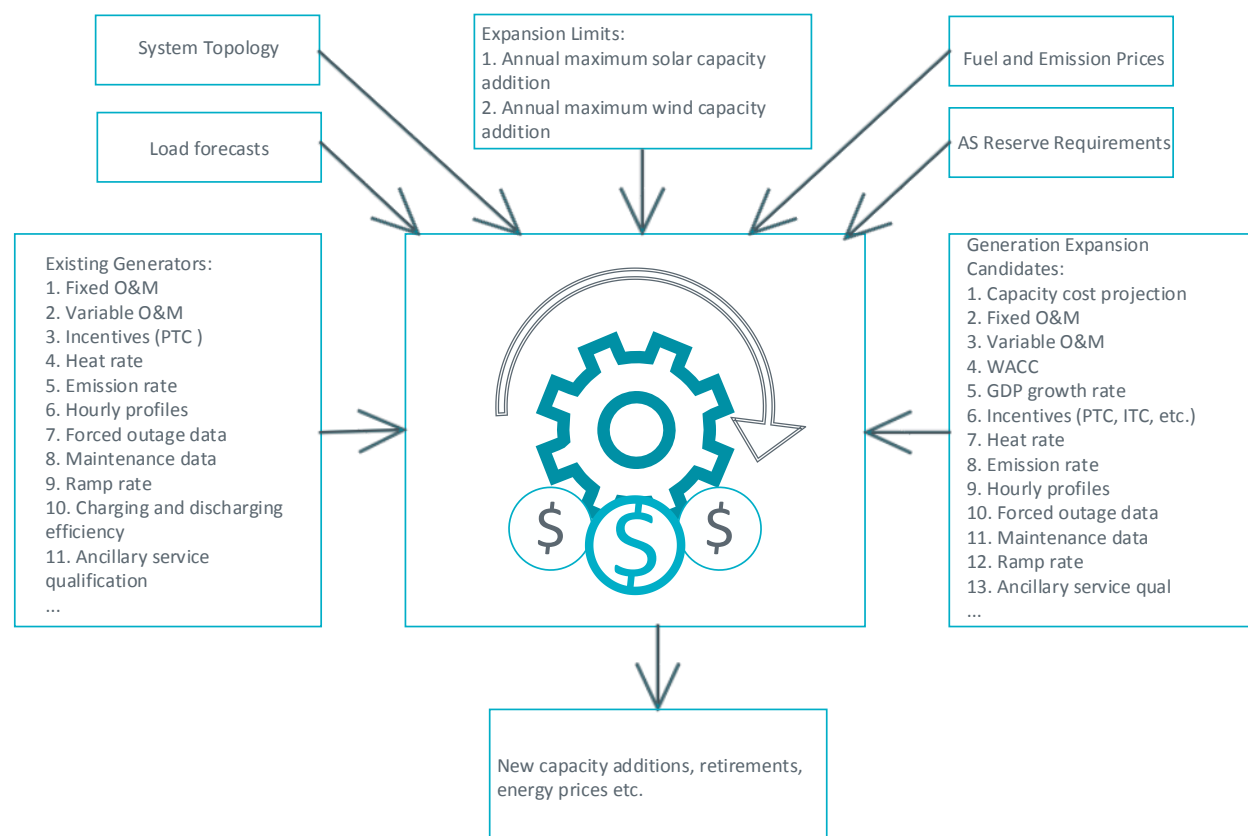 System Topology
Expansion Limits:
1. Annual maximum solar capacity
addition
2. Annual maximum wind capacity
addition
Fuel and Emission Prices
Load forecasts
AS Reserve Requirements
Existing Generators:
1. Fixed O&M
2. Variable O&M
3. Incentives (PTC )
4. Heat rate
5. Emission rate
6. Hourly profiles
7. Forced outage data
8. Maintenance data
9. Ramp rate
10. Charging and discharging
efficiency
11. Ancillary service
qualification
...
$
$
$
Generation Expansion
Candidates:
1. Capacity cost projection
2. Fixed O&M
3. Variable O&M
4. WACC
5. GDP growth rate
6. Incentives (PTC, ITC, etc.)
7. Heat rate
8. Emission rate
9. Hourly profiles
10. Forced outage data
11. Maintenance data
12. Ramp rate
13. Ancillary service qual
...
New capacity additions, retirements,
energy prices etc.